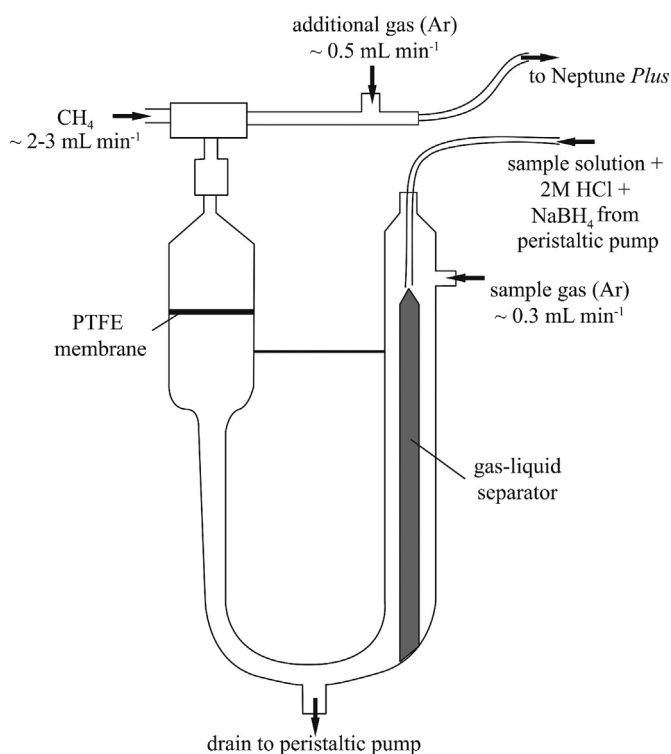 additional gas (Ar)
~ 0.5 mL min⁻¹
to Neptune Plus
CH₄
~ 2-3 mL min⁻¹
sample solution +
2M HCl +
NaBH₄ from
peristaltic pump
sample gas (Ar)
~ 0.3 mL min⁻¹
PTFE
membrane
gas-liquid
separator
drain to peristaltic pump